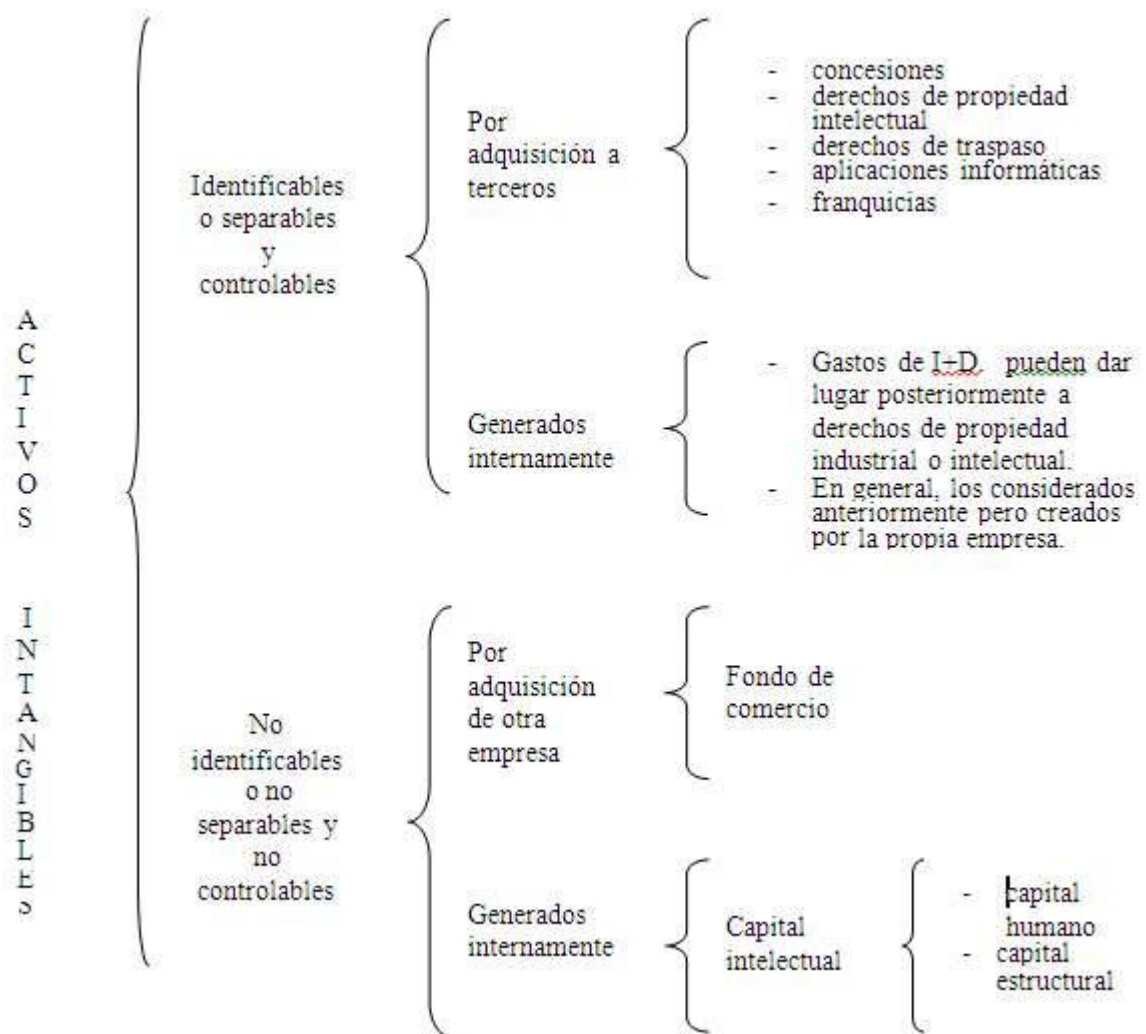 ACTIVOS
INTANGIBLES
Identificables
o separables
y
controlables
Por
adquisición a
terceros
- concesiones
- derechos de propiedad
intelectual
- derechos de traspaso
- aplicaciones informáticas
- franquicias
Generados
internamente
- Gastos de I+D. pueden dar
lugar posteriormente a
derechos de propiedad
industrial o intelectual.
- En general, los considerados
anteriormente pero creados
por la propia empresa.
No
identificables
o no
separables y
no
controlables
Por
adquisición
de otra
empresa
Fondo de
comercio
Generados
internamente
Capital
intelectual
- capital
humano
- capital
estructural